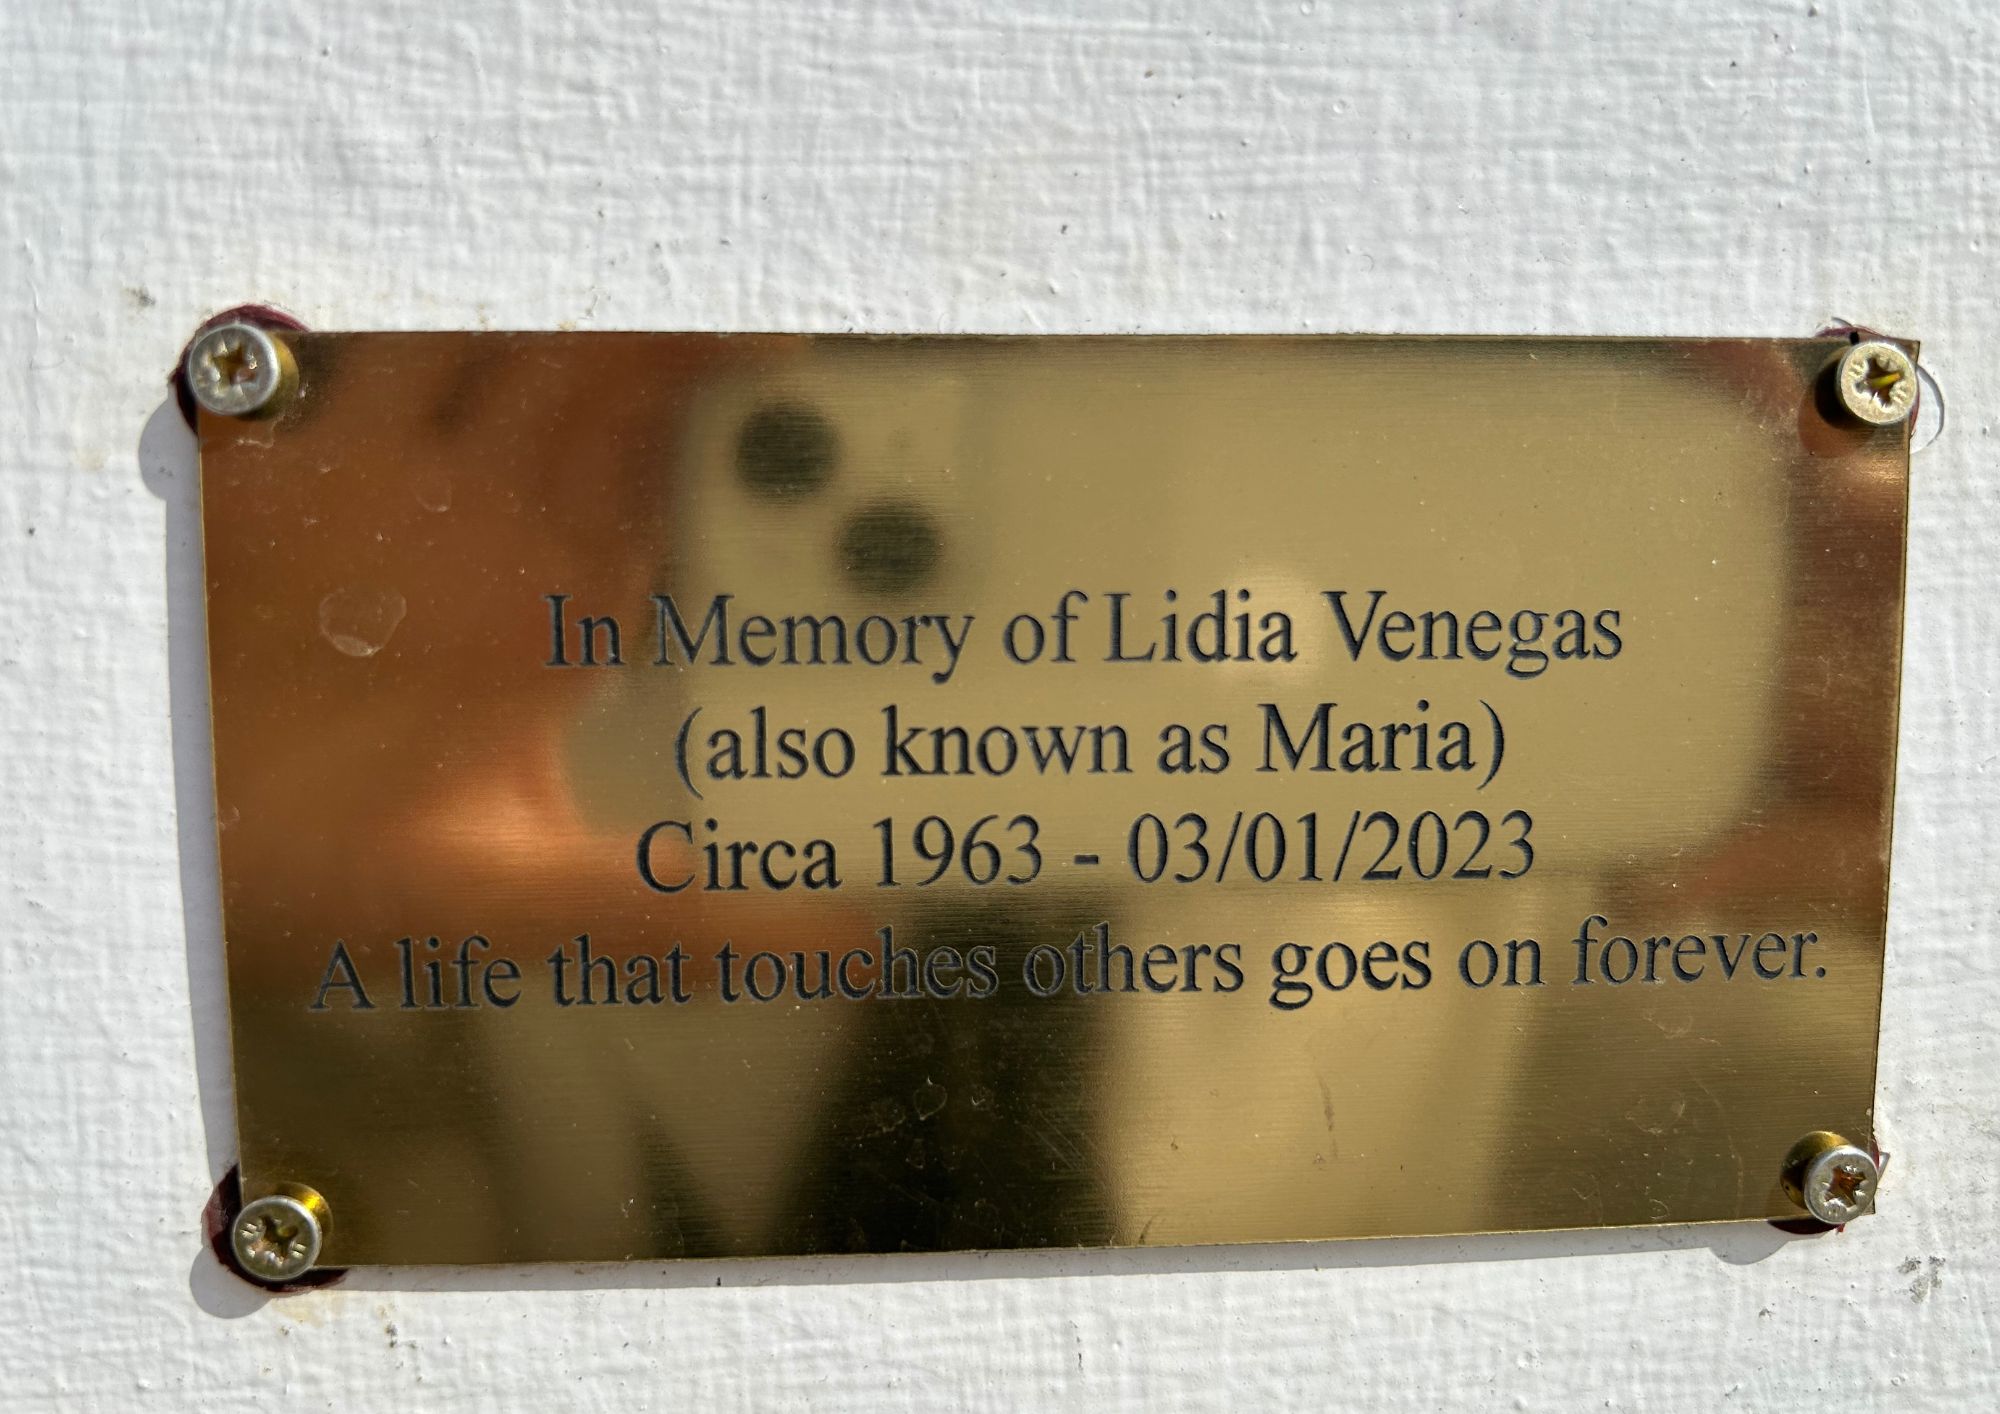 In Memory of Lidia Venegas
(also known as Maria)
Circa 1963 - 03/01/2023
A life that touches others goes on forever.